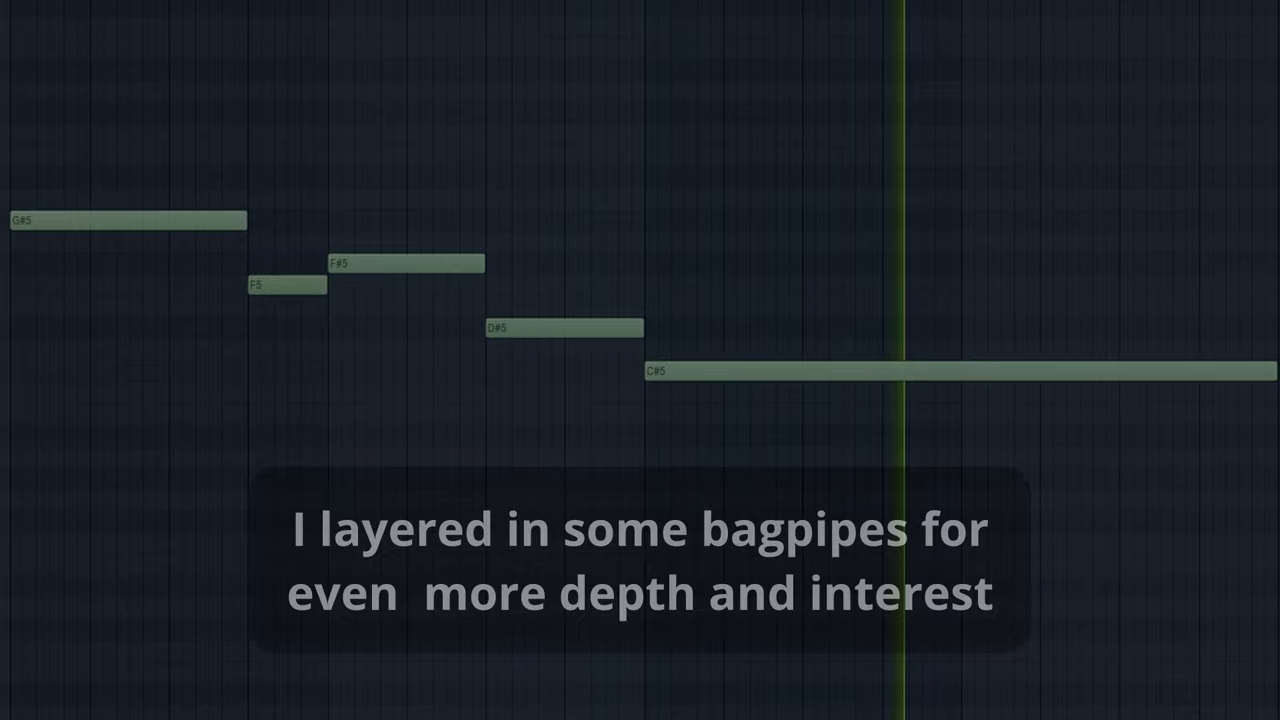 G#5
F#5
F5
D#5
C#5
I layered in some bagpipes for
even  more depth and interest